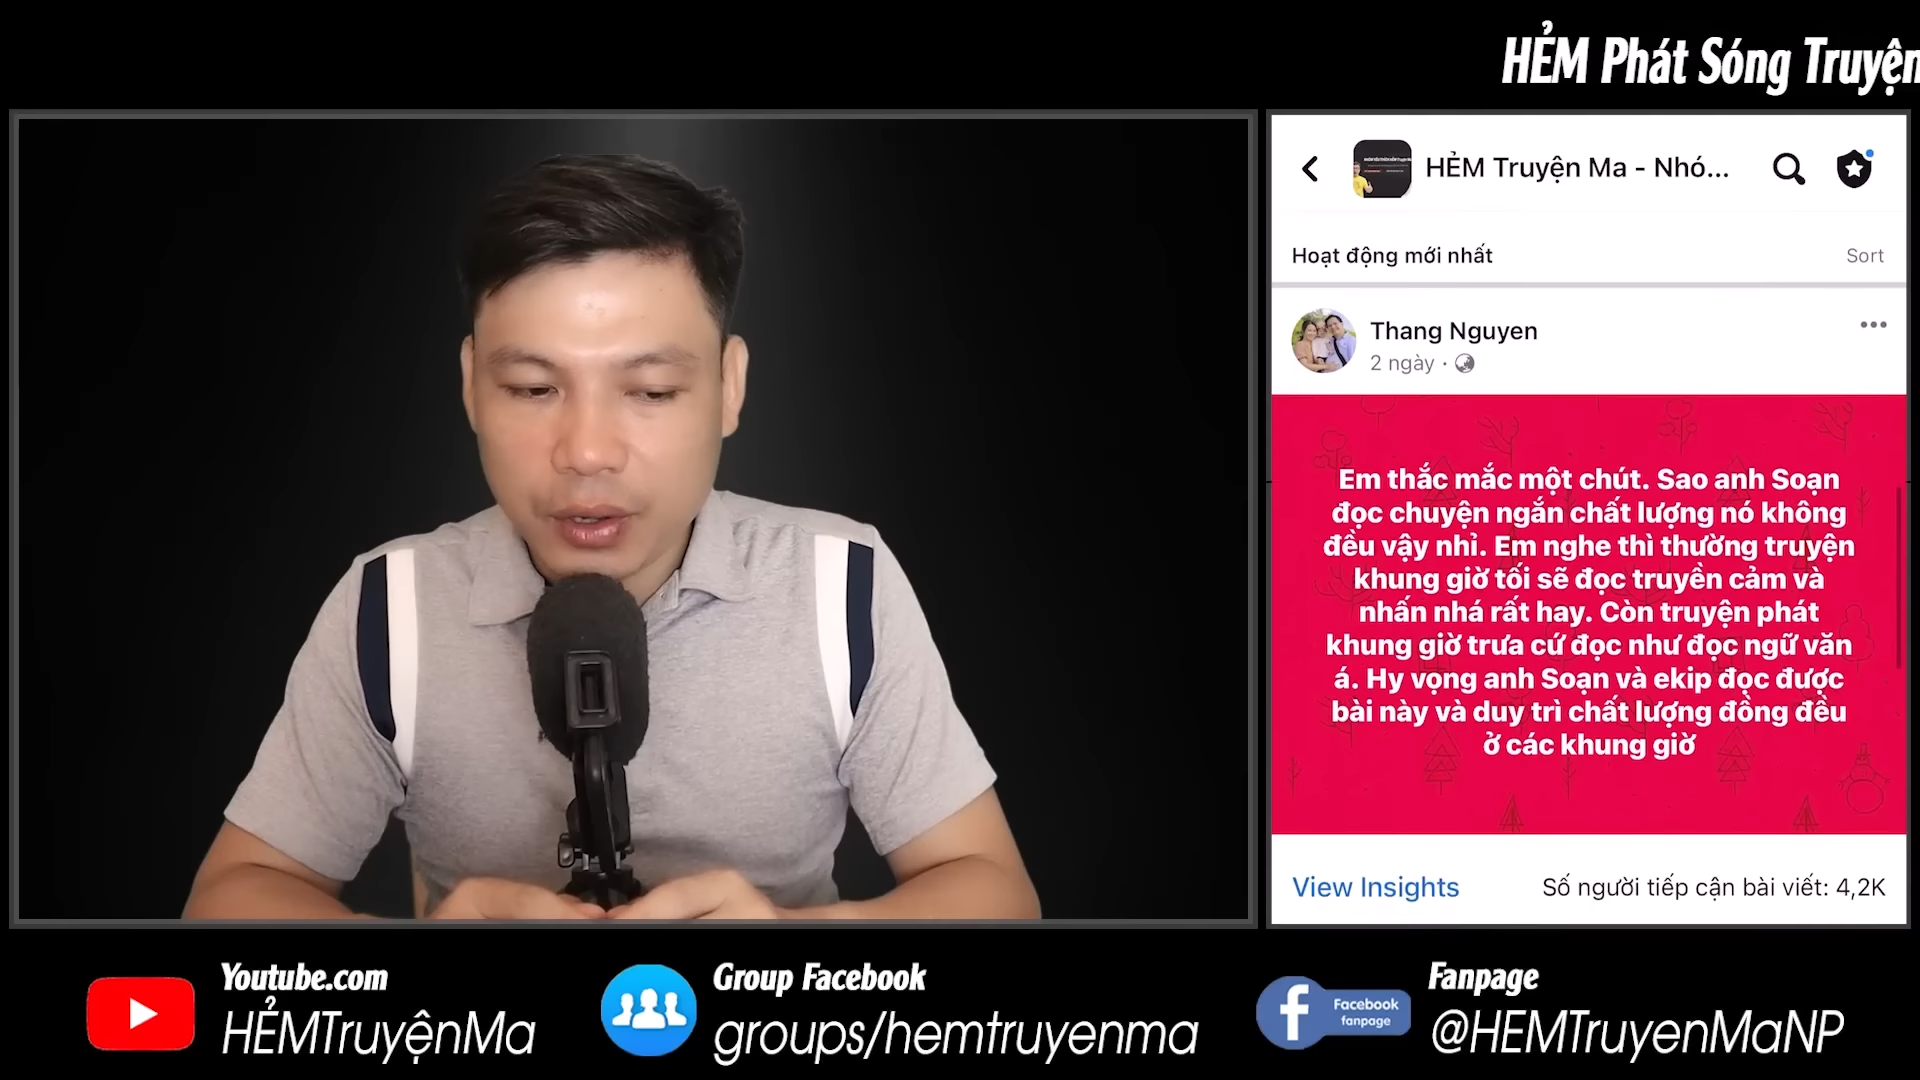 HẺM Phát Sóng Truyện
HẺM Truyện Ma - Nhó...
Hoạt động mới nhất
Sort
Thang Nguyen
2 ngày
Em thắc mắc một chút. Sao anh Soạn
đọc chuyện ngắn chất lượng nó không
đều vậy nhỉ. Em nghe thì thường truyện
khung giờ tối sẽ đọc truyền cảm và
nhấn nhá rất hay. Còn truyện phát
khung giờ trưa cứ đọc như đọc ngữ văn
á. Hy vọng anh Soạn và ekip đọc được
bài này và duy trì chất lượng đồng đều
ở các khung giờ
View Insights
Số người tiếp cận bài viết: 4,2K
Youtube.com
HẺMTruyệnMa
Group Facebook
groups/hemtruyenma
Facebook
fanpage
Fanpage
@HEMTruyenMaNP